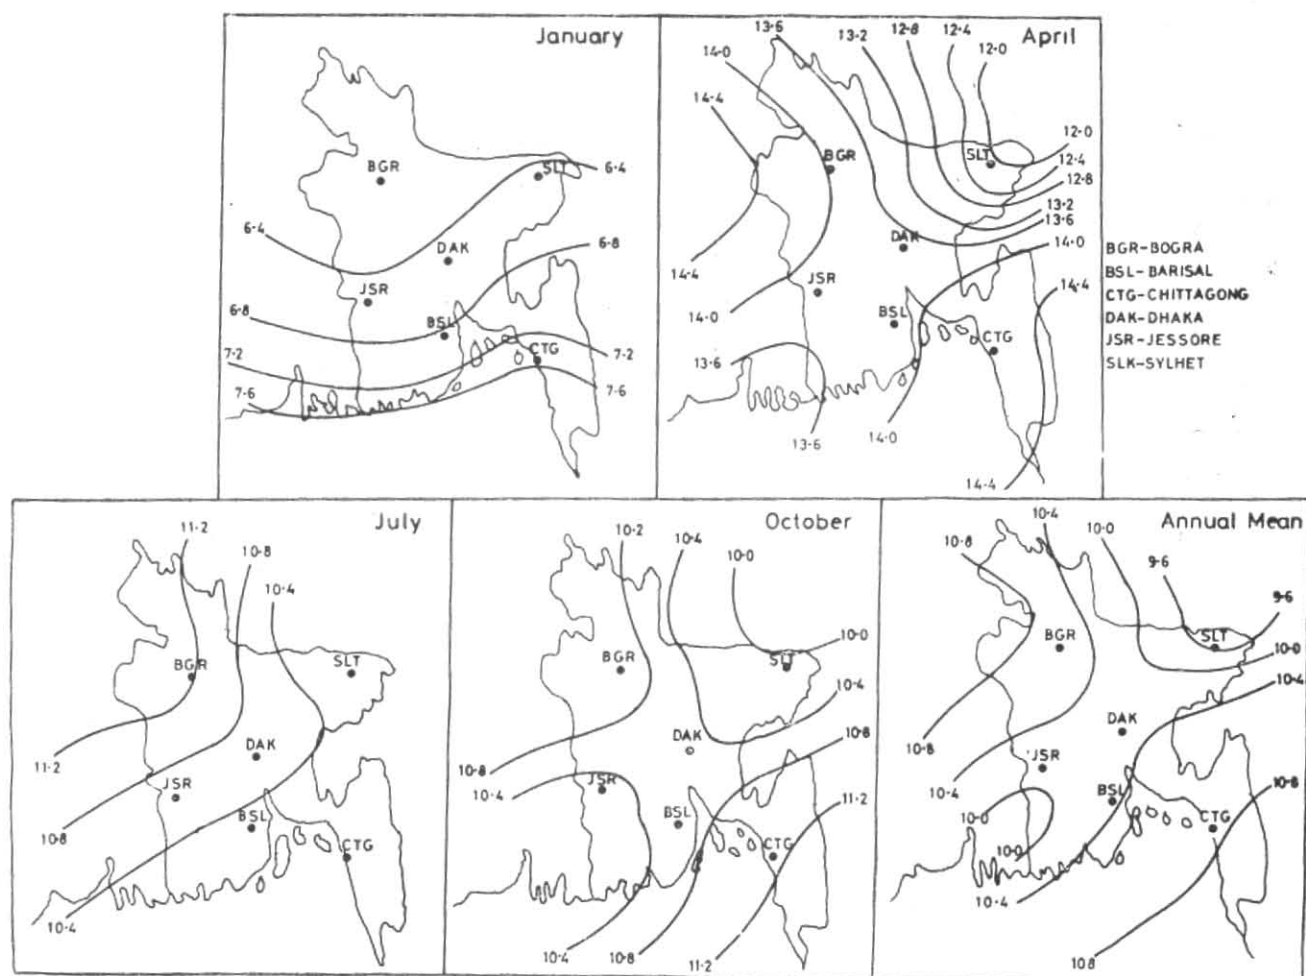 January
BGR
SLT
6·4
6·4
DAK
6·8
JSR
6·8
BSL
7·2
CTG
7·2
7·6
7·6
April
13·6
13·2
12·8
12·4
12·0
14·0
14·4
12·0
BGR
SLT
12·4
12·8
13·2
13·6
DAK
14·0
14·4
JSR
14·4
14·0
BSL
CTG
13·6
13·6
14·0
14·4
BGR-BOGRA
BSL-BARISAL
CTG-CHITTAGONG
DAK-DHAKA
JSR-JESSORE
SLK-SYLHET
July
11·2
10·8
10·4
BGR
SLT
DAK
11·2
JSR
BSL
10·8
CTG
10·4
October
10·2
10·4
10·0
10·0
BGR
SLT
10·4
DAK
10·8
10·8
JSR
10·4
11·2
BSL
CTG
10·4
10·8
11·2
Annual Mean
10·4
10·0
10·8
9·6
9·6
BGR
SLT
10·0
10·4
DAK
10·8
JSR
10·8
10·4
BSL
10·0
CTG
10·0
10·4
10·8